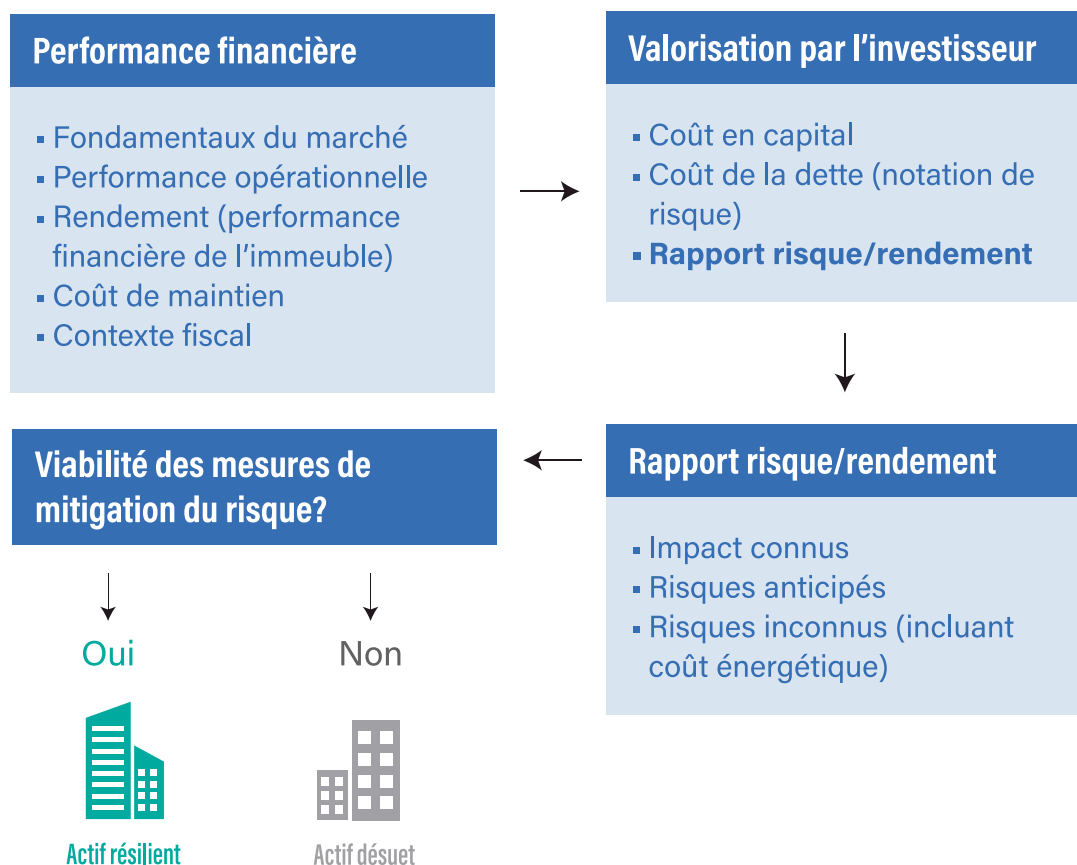 Performance financière
▪ Fondamentaux du marché
▪ Performance opérationnelle
▪ Rendement (performance
financière de l'immeuble)
▪ Coût de maintien
▪ Contexte fiscal
Valorisation par l'investisseur
▪ Coût en capital
▪ Coût de la dette (notation de
risque)
▪ Rapport risque/rendement
Rapport risque/rendement
▪ Impact connus
▪ Risques anticipés
▪ Risques inconnus (incluant
coût énergétique)
Viabilité des mesures de
mitigation du risque?
Oui
Non
Actif résilient
Actif désuet